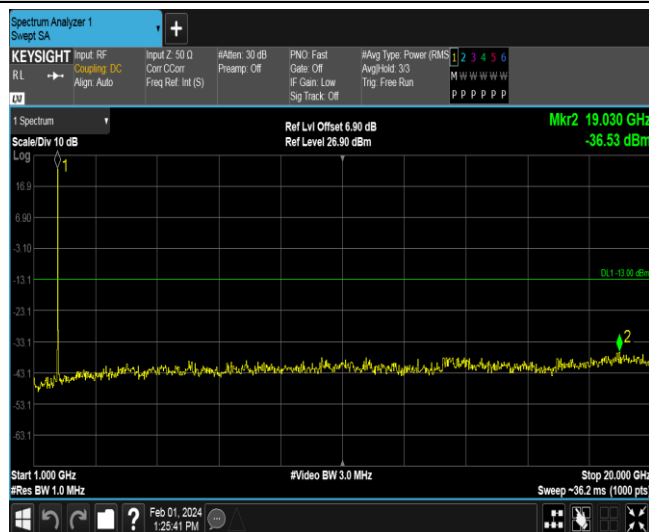 Spectrum Analyzer 1
Swept SA
+
KEYSIGHT
RL
LXI
Input: RF
Coupling: DC
Align: Auto
Input Z: 50 Ω
Corr CCorr
Freq Ref: Int (S)
#Atten: 30 dB
Preamp: Off
PNO: Fast
Gate: Off
IF Gain: Low
Sig Track: Off
#Avg Type: Power (RMS
Avg|Hold: 3/3
Trig: Free Run
1 2 3 4 5 6
M W W W W W
P P P P P P
1 Spectrum
Scale/Div 10 dB
Log
Ref Lvl Offset 6.90 dB
Ref Level 26.90 dBm
Mkr2 19.030 GHz
-36.53 dBm
1
16.9
6.90
-3.10
-13.1
DL1 -13.00 dBm
-23.1
-33.1
2
-43.1
-53.1
-63.1
Start 1.000 GHz
#Res BW 1.0 MHz
#Video BW 3.0 MHz
Stop 20.000 GHz
Sweep ~36.2 ms (1000 pts)
?
Feb 01, 2024
1:25:41 PM